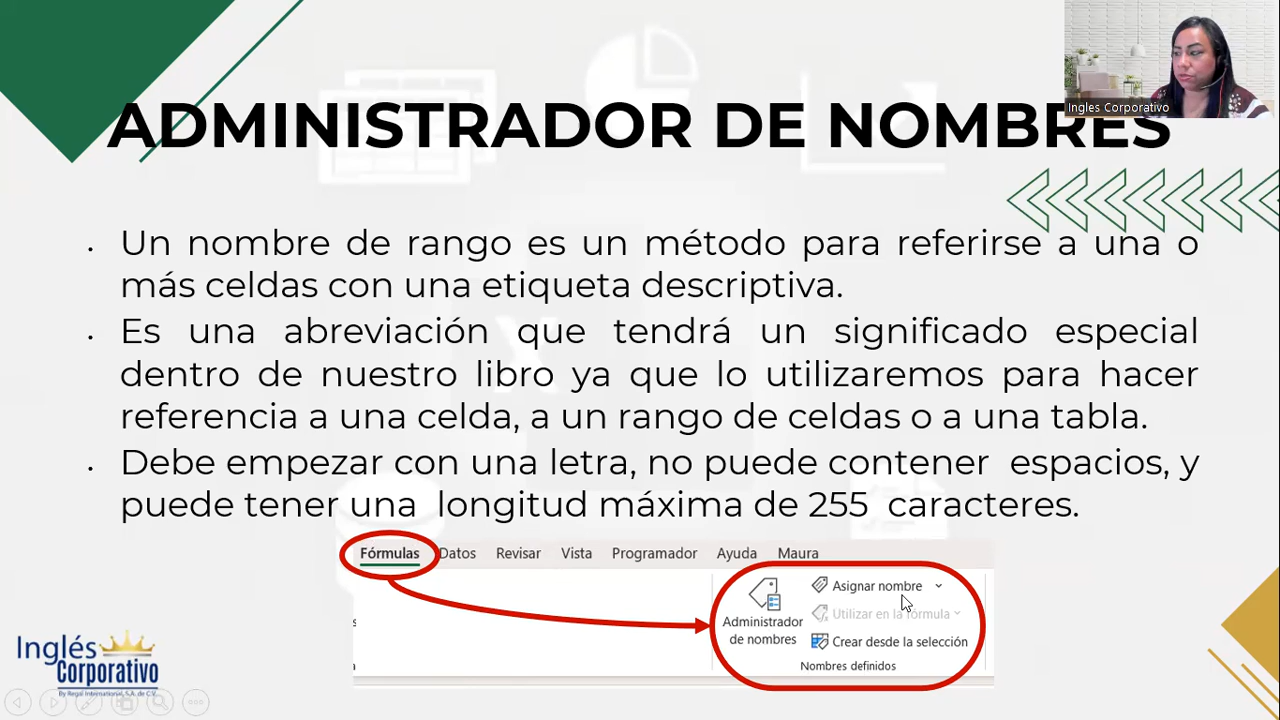 Ingles Corporativo
ADMINISTRADOR DE NOMBRES
• Un nombre de rango es un método para referirse a una o
más celdas con una etiqueta descriptiva.
• Es una abreviación que tendrá un significado especial
dentro de nuestro libro ya que lo utilizaremos para hacer
referencia a una celda, a un rango de celdas o a una tabla.
• Debe empezar con una letra, no puede contener espacios, y
puede tener una longitud máxima de 255 caracteres.
Fórmulas Datos Revisar Vista Programador Ayuda Maura
Administrador
de nombres
Asignar nombre
Utilizar en la fórmula
Crear desde la selección
Nombres definidos
Inglés
Corporativo
By Regal International, S.A. de C.V.